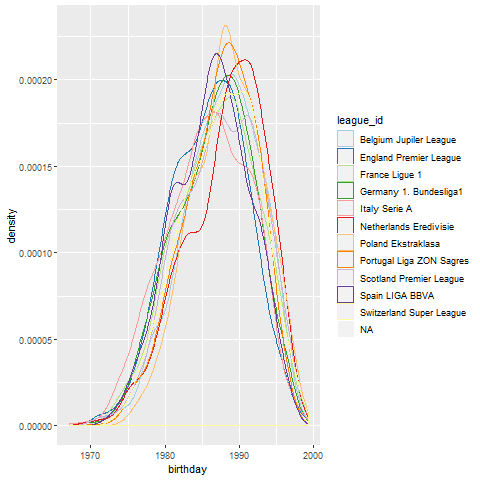 0.00020
0.00015
0.00010
0.00005
0.00000
density
1970 1980 1990 2000
birthday
league_id
Belgium Jupiler League
England Premier League
France Ligue 1
Germany 1. Bundesliga1
Italy Serie A
Netherlands Eredivisie
Poland Ekstraklasa
Portugal Liga ZON Sagres
Scotland Premier League
Spain LIGA BBVA
Switzerland Super League
NA